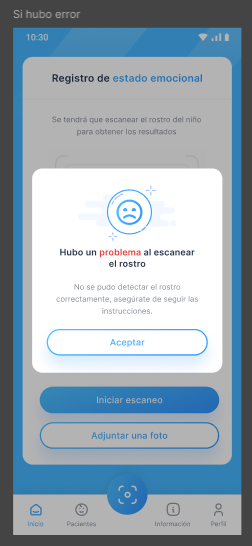 Si hubo error
10:30
Registro de estado emocional
Se tendrá que escanear el rostro del niño
para obtener los resultados
Hubo un problema al escanear
el rostro
No se pudo detectar el rostro
correctamente, asegúrate de seguir las
instrucciones.
Aceptar
Iniciar escaneo
Adjuntar una foto
Inicio
Pacientes
Información
Perfil